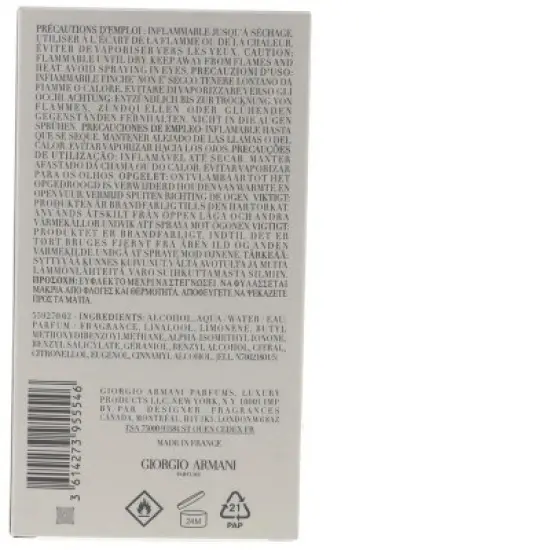 PRÉCAUTIONS D'EMPLOI : INFLAMMABLE JUSQU'À SÉCHAGE.
UTILISER À L'ÉCART DE LA FLAMME OU DE LA CHALEUR.
ÉVITER DE VAPORISER VERS LES YEUX. CAUTION:
FLAMMABLE UNTIL DRY. KEEP AWAY FROM FLAMES AND
HEAT. AVOID SPRAYING IN EYES. PRECAUZIONI D'USO:
INFIAMMABILE FINCHE' NON E' SECCO. TENERE LONTANO DA
FIAMME O CALORE. EVITARE DI VAPORIZZARE VERSO GLI
OCCHI. ACHTUNG: ENTZÜNDLICH BIS ZUR TROCKNUNG. VON
FLAMMEN, ZÜNDQUELLEN ODER GLÜHENDEN
GEGENSTÄNDEN FERNHALTEN. NICHT IN DIE AUGEN
SPRÜHEN. PRECAUCIONES DE EMPLEO: INFLAMABLE HASTA
QUE SE SEQUE. MANTENER ALEJADO DE LAS LLAMAS O DEL
CALOR. EVITAR VAPORIZAR HACIA LOS OJOS. PRECAUÇÕES
DE UTILIZAÇÃO: INFLAMÁVEL ATÉ SECAR. MANTER
AFASTADO DA CHAMA OU DO CALOR. EVITAR VAPORIZAR
PARA OS OLHOS. OPGELET: ONTVLAMBAAR TOT HET
OPGEDROOGD IS. VERWIJDERD HOUDEN VAN WARMTE EN
OPEN VUUR. VERMIJD SPUITEN RICHTING DE OGEN. VIKTIGT:
PRODUKTEN ÄR BRANDFARLIG TILLS DEN HAR TORKAT.
ANVÄNDS ÅTSKILT FRÅN ÖPPEN LÅGA OCH ANDRA
VÄRMEKÄLLOR. UNDVIK ATT SPRAYA MOT ÖGONEN. VIGTIGT:
PRODUKTET ER BRANDFARLIGT, INDTIL DET ER
TØRT. BRUGES FJERNT FRA ÅBEN ILD OG ANDEN
VARMEKILDE. UNDGÅ AT SPRAYE MOD ØJNENE. TÄRKEÄÄ:
SYTTYVÄÄ KUNNES KUIVUNUT. VÄLTÄ AVOTULTA JA MUITA
LÄMMÖNLÄHTEITÄ. VARO SUIHKUTTAMASTA SILMIIN.
ΠΡΟΣΟΧΗ: ΕΥΦΛΕΚΤΟ ΜΕΧΡΙ ΝΑ ΣΤΕΓΝΩΣΕΙ. ΝΑ ΦΥΛΑΣΣΕΤΑΙ
ΜΑΚΡΙΑ ΑΠΟ ΦΛΟΓΕΣ ΚΑΙ ΘΕΡΜΟΤΗΤΑ. ΑΠΟΦΕΥΓΕΤΕ ΝΑ ΨΕΚΑΖΕΤΕ
ΠΡΟΣ ΤΑ ΜΑΤΙΑ.
INGREDIENTS: ALCOHOL, AQUA / WATER / EAU,
PARFUM / FRAGRANCE, LINALOOL, LIMONENE, BUTYL
METHOXYDIBENZOYLMETHANE, ALPHA-ISOMETHYL IONONE,
BENZYL SALICYLATE, GERANIOL, BENZYL ALCOHOL, CITRAL,
CITRONELLOL, EUGENOL, CINNAMYL ALCOHOL.
GIORGIO ARMANI PARFUMS, LUXURY
PRODUCTS LLC, NEW YORK, N.Y. 10001 IMP
BY/PAR DESIGNER FRAGRANCES
CANADA, MONTRÉAL, LONDON
TSA 75000 93584 ST OUEN CEDEX FR
MADE IN FRANCE
GIORGIO ARMANI
PARFUMS
3 614273 955546
24M
21
PAP